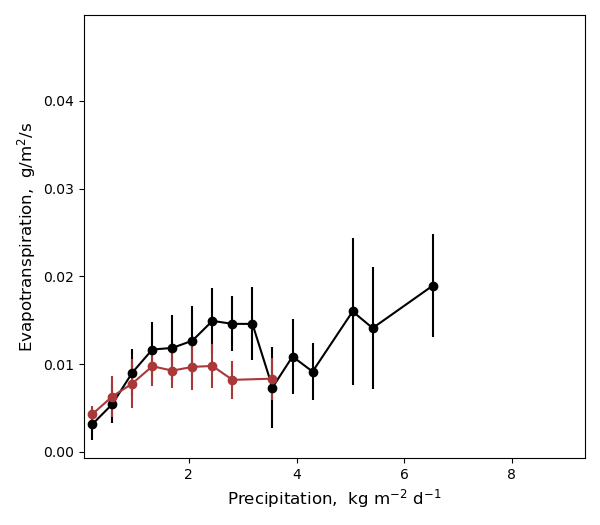 0.04
0.03
0.02
0.01
0.00
Evapotranspiration,  g/m²/s
2 4 6 8
Precipitation,  kg m⁻² d⁻¹